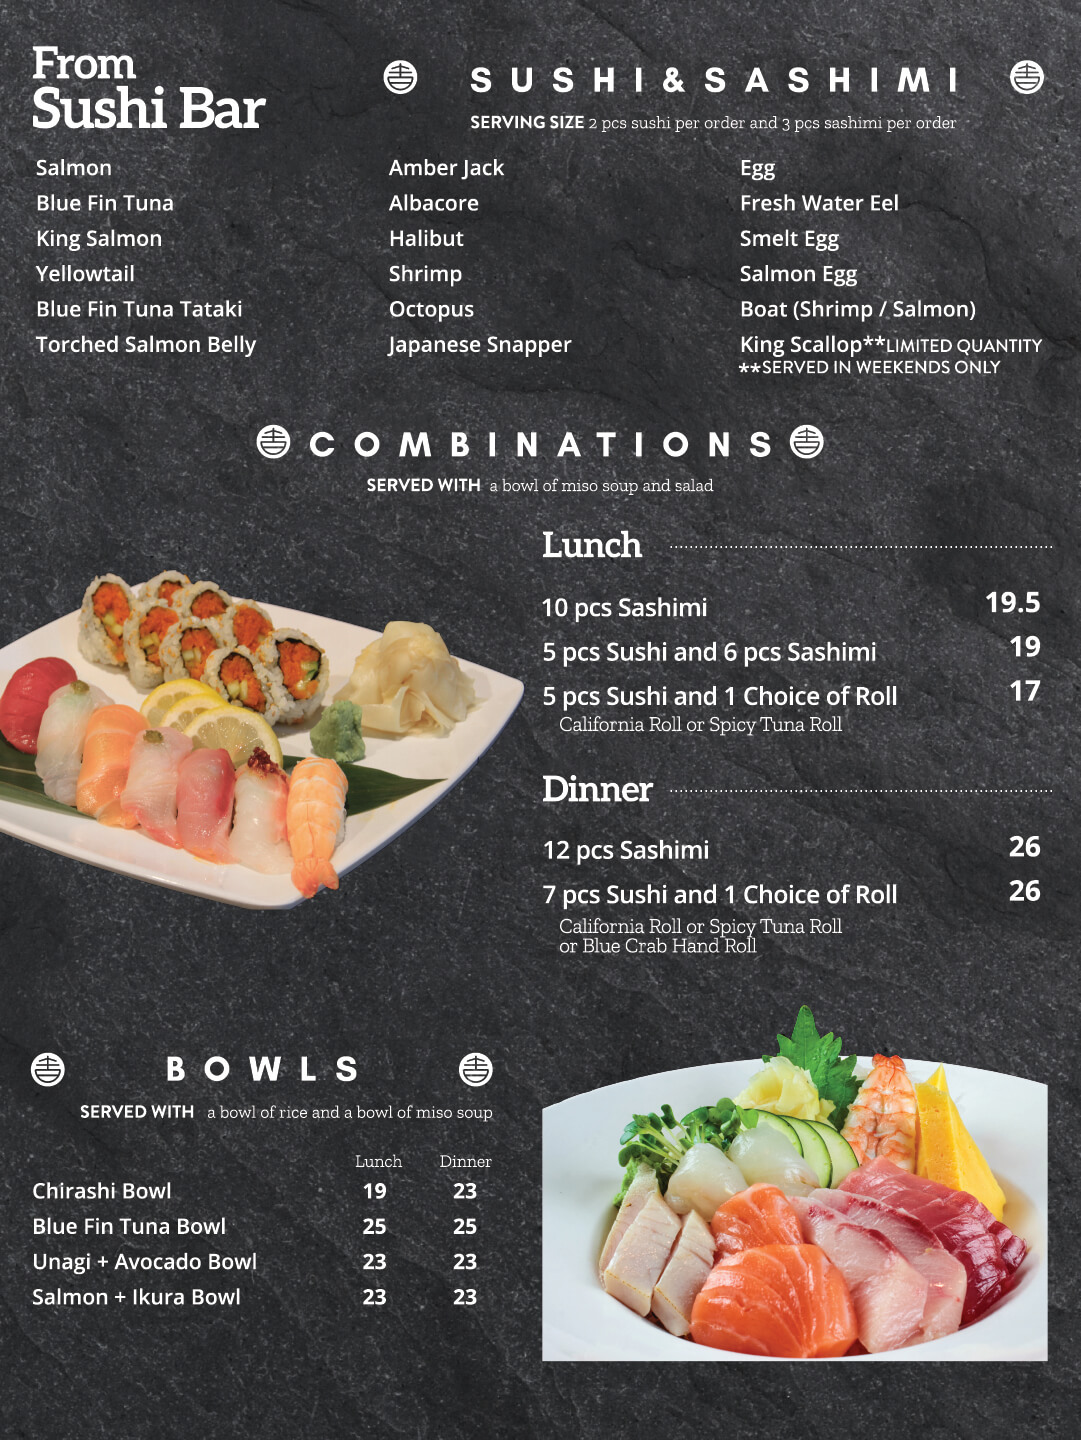 From
Sushi Bar
SUSHI & SASHIMI
SERVING SIZE 2 pcs sushi per order and 3 pcs sashimi per order
Salmon
Blue Fin Tuna
King Salmon
Yellowtail
Blue Fin Tuna Tataki
Torched Salmon Belly
Amber Jack
Albacore
Halibut
Shrimp
Octopus
Japanese Snapper
Egg
Fresh Water Eel
Smelt Egg
Salmon Egg
Boat (Shrimp / Salmon)
King Scallop**LIMITED QUANTITY
**SERVED IN WEEKENDS ONLY
COMBINATIONS
SERVED WITH a bowl of miso soup and salad
Lunch
10 pcs Sashimi 19.5
5 pcs Sushi and 6 pcs Sashimi 19
5 pcs Sushi and 1 Choice of Roll 17
California Roll or Spicy Tuna Roll
Dinner
12 pcs Sashimi 26
7 pcs Sushi and 1 Choice of Roll 26
California Roll or Spicy Tuna Roll
or Blue Crab Hand Roll
BOWLS
SERVED WITH a bowl of rice and a bowl of miso soup
Lunch Dinner
Chirashi Bowl 19 23
Blue Fin Tuna Bowl 25 25
Unagi + Avocado Bowl 23 23
Salmon + Ikura Bowl 23 23